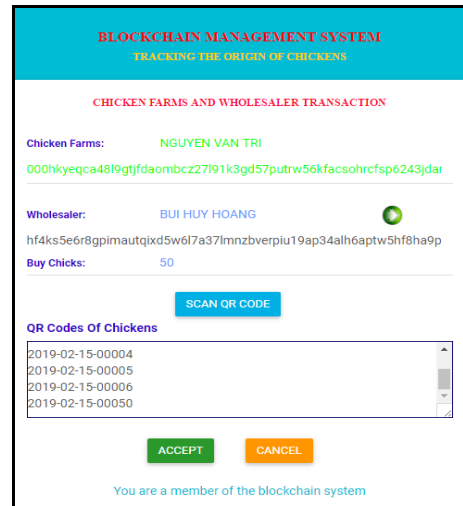 BLOCKCHAIN MANAGEMENT SYSTEM
TRACKING THE ORIGIN OF CHICKENS
CHICKEN FARMS AND WHOLESALER TRANSACTION
Chicken Farms: NGUYEN VAN TRI
000hkyeqca48l9gtjfdaombcz27l91k3gd57putrw56kfacsohrcfsp6243jdar
Wholesaler: BUI HUY HOANG
hf4ks5e6r8gpimautqixd5w6l7a37lmnzbverpiu19ap34alh6aptw5hf8ha9p
Buy Chicks: 50
SCAN QR CODE
QR Codes Of Chickens
2019-02-15-00004
2019-02-15-00005
2019-02-15-00006
2019-02-15-00050
ACCEPT CANCEL
You are a member of the blockchain system